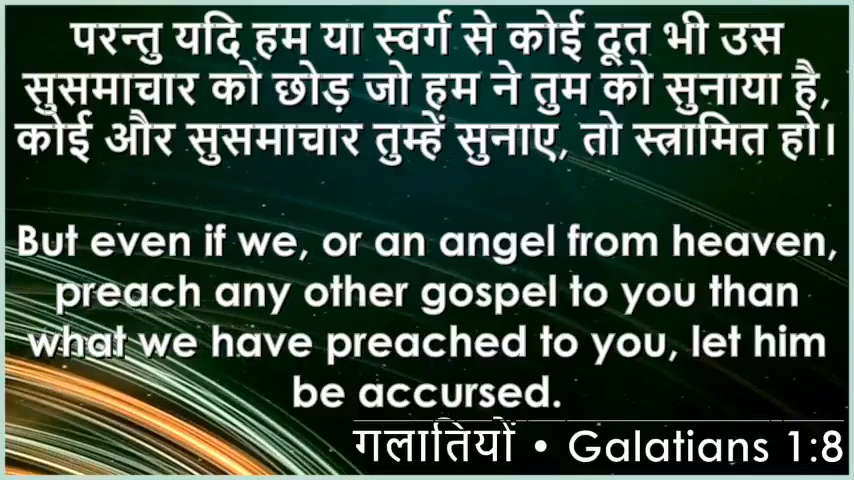 परन्तु यदि हम या स्वर्ग से कोई दूत भी उस
सुसमाचार को छोड़ जो हम ने तुम को सुनाया है,
कोई और सुसमाचार तुम्हें सुनाए, तो स्त्रामित हो।
But even if we, or an angel from heaven,
preach any other gospel to you than
what we have preached to you, let him
be accursed.
गलातियों • Galatians 1:8